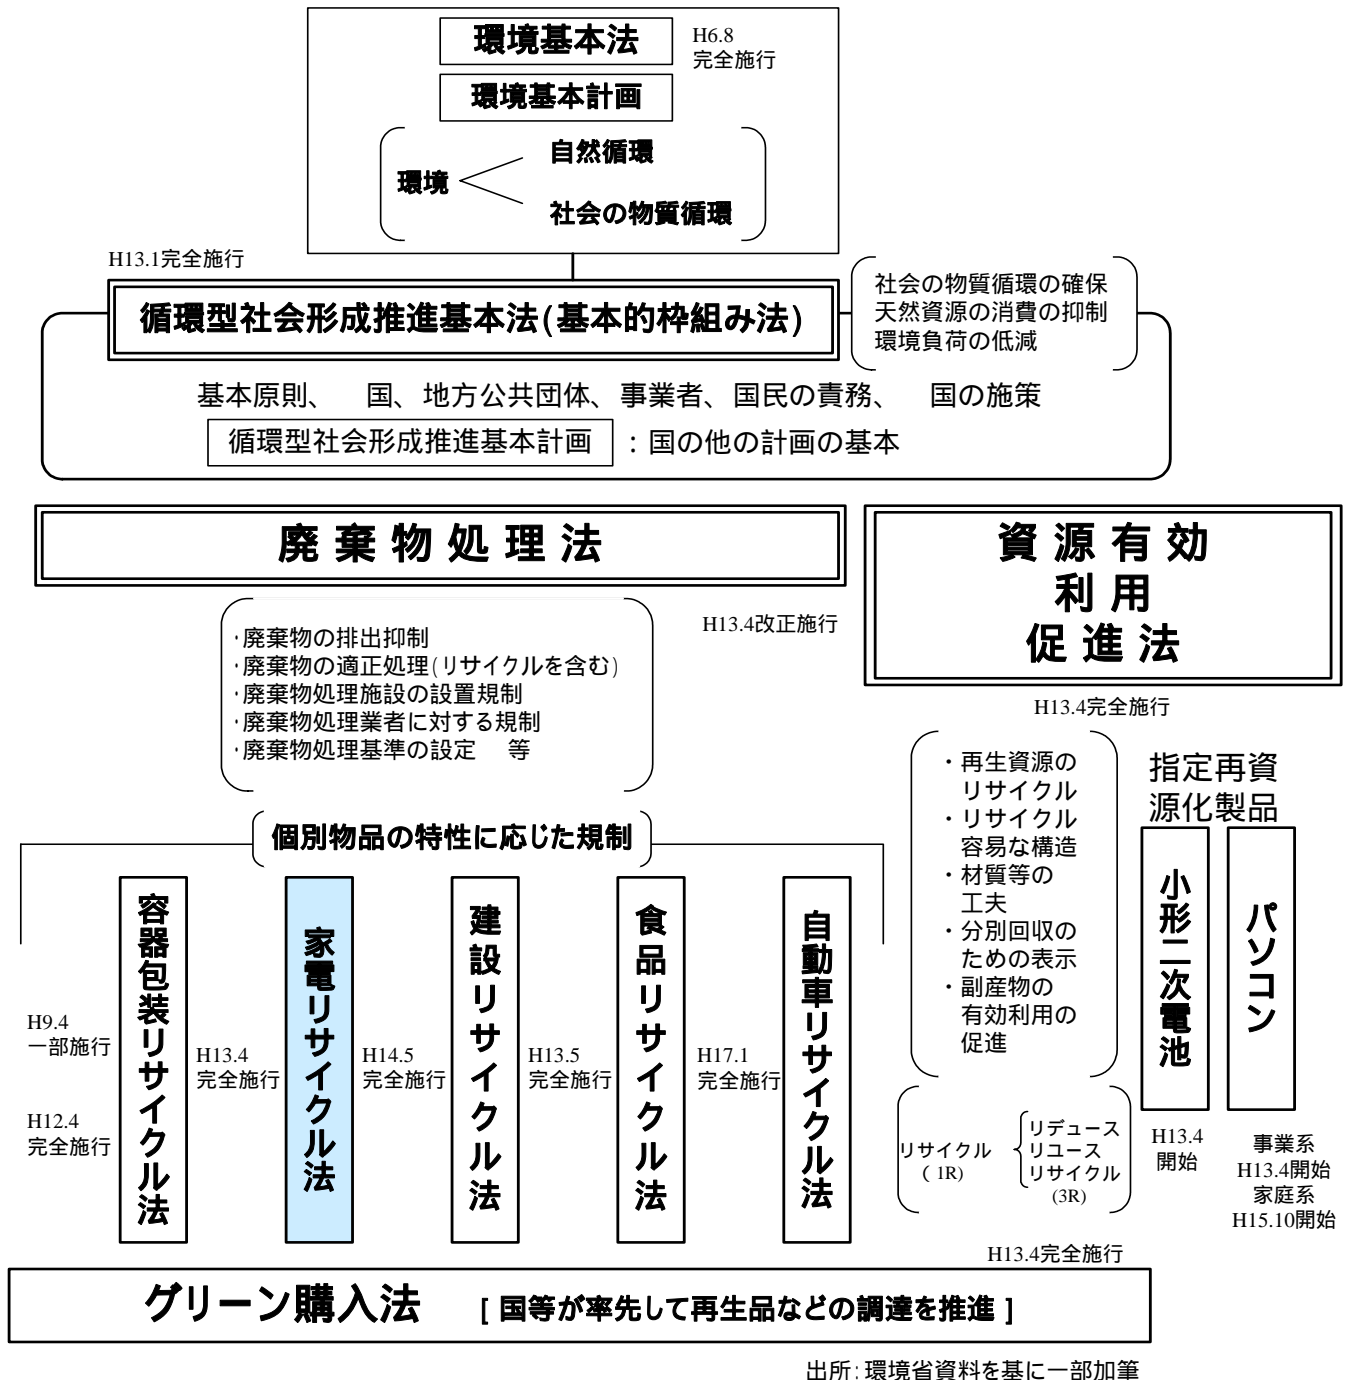 環境基本法
H6.8
完全施行
環境基本計画
環境
自然循環
社会の物質循環
H13.1完全施行
循環型社会形成推進基本法(基本的枠組み法)
社会の物質循環の確保
天然資源の消費の抑制
環境負荷の低減
基本原則、 国、地方公共団体、事業者、国民の責務、 国の施策
循環型社会形成推進基本計画 :国の他の計画の基本
廃棄物処理法
H13.4改正施行
・廃棄物の排出抑制
・廃棄物の適正処理(リサイクルを含む)
・廃棄物処理施設の設置規制
・廃棄物処理業者に対する規制
・廃棄物処理基準の設定 等
資源有効
利用
促進法
H13.4完全施行
・再生資源の
リサイクル
・リサイクル
容易な構造
・材質等の
工夫
・分別回収の
ための表示
・副産物の
有効利用の
促進
リサイクル
(1R)
リデュース
リユース
リサイクル
(3R)
指定再資
源化製品
小形二次電池
H13.4
開始
パソコン
事業系
H13.4開始
家庭系
H15.10開始
個別物品の特性に応じた規制
H9.4
一部施行
H12.4
完全施行
容器包装リサイクル法
H13.4
完全施行
家電リサイクル法
H14.5
完全施行
建設リサイクル法
H13.5
完全施行
食品リサイクル法
H17.1
完全施行
自動車リサイクル法
H13.4完全施行
グリーン購入法 [国等が率先して再生品などの調達を推進]
出所:環境省資料を基に一部加筆